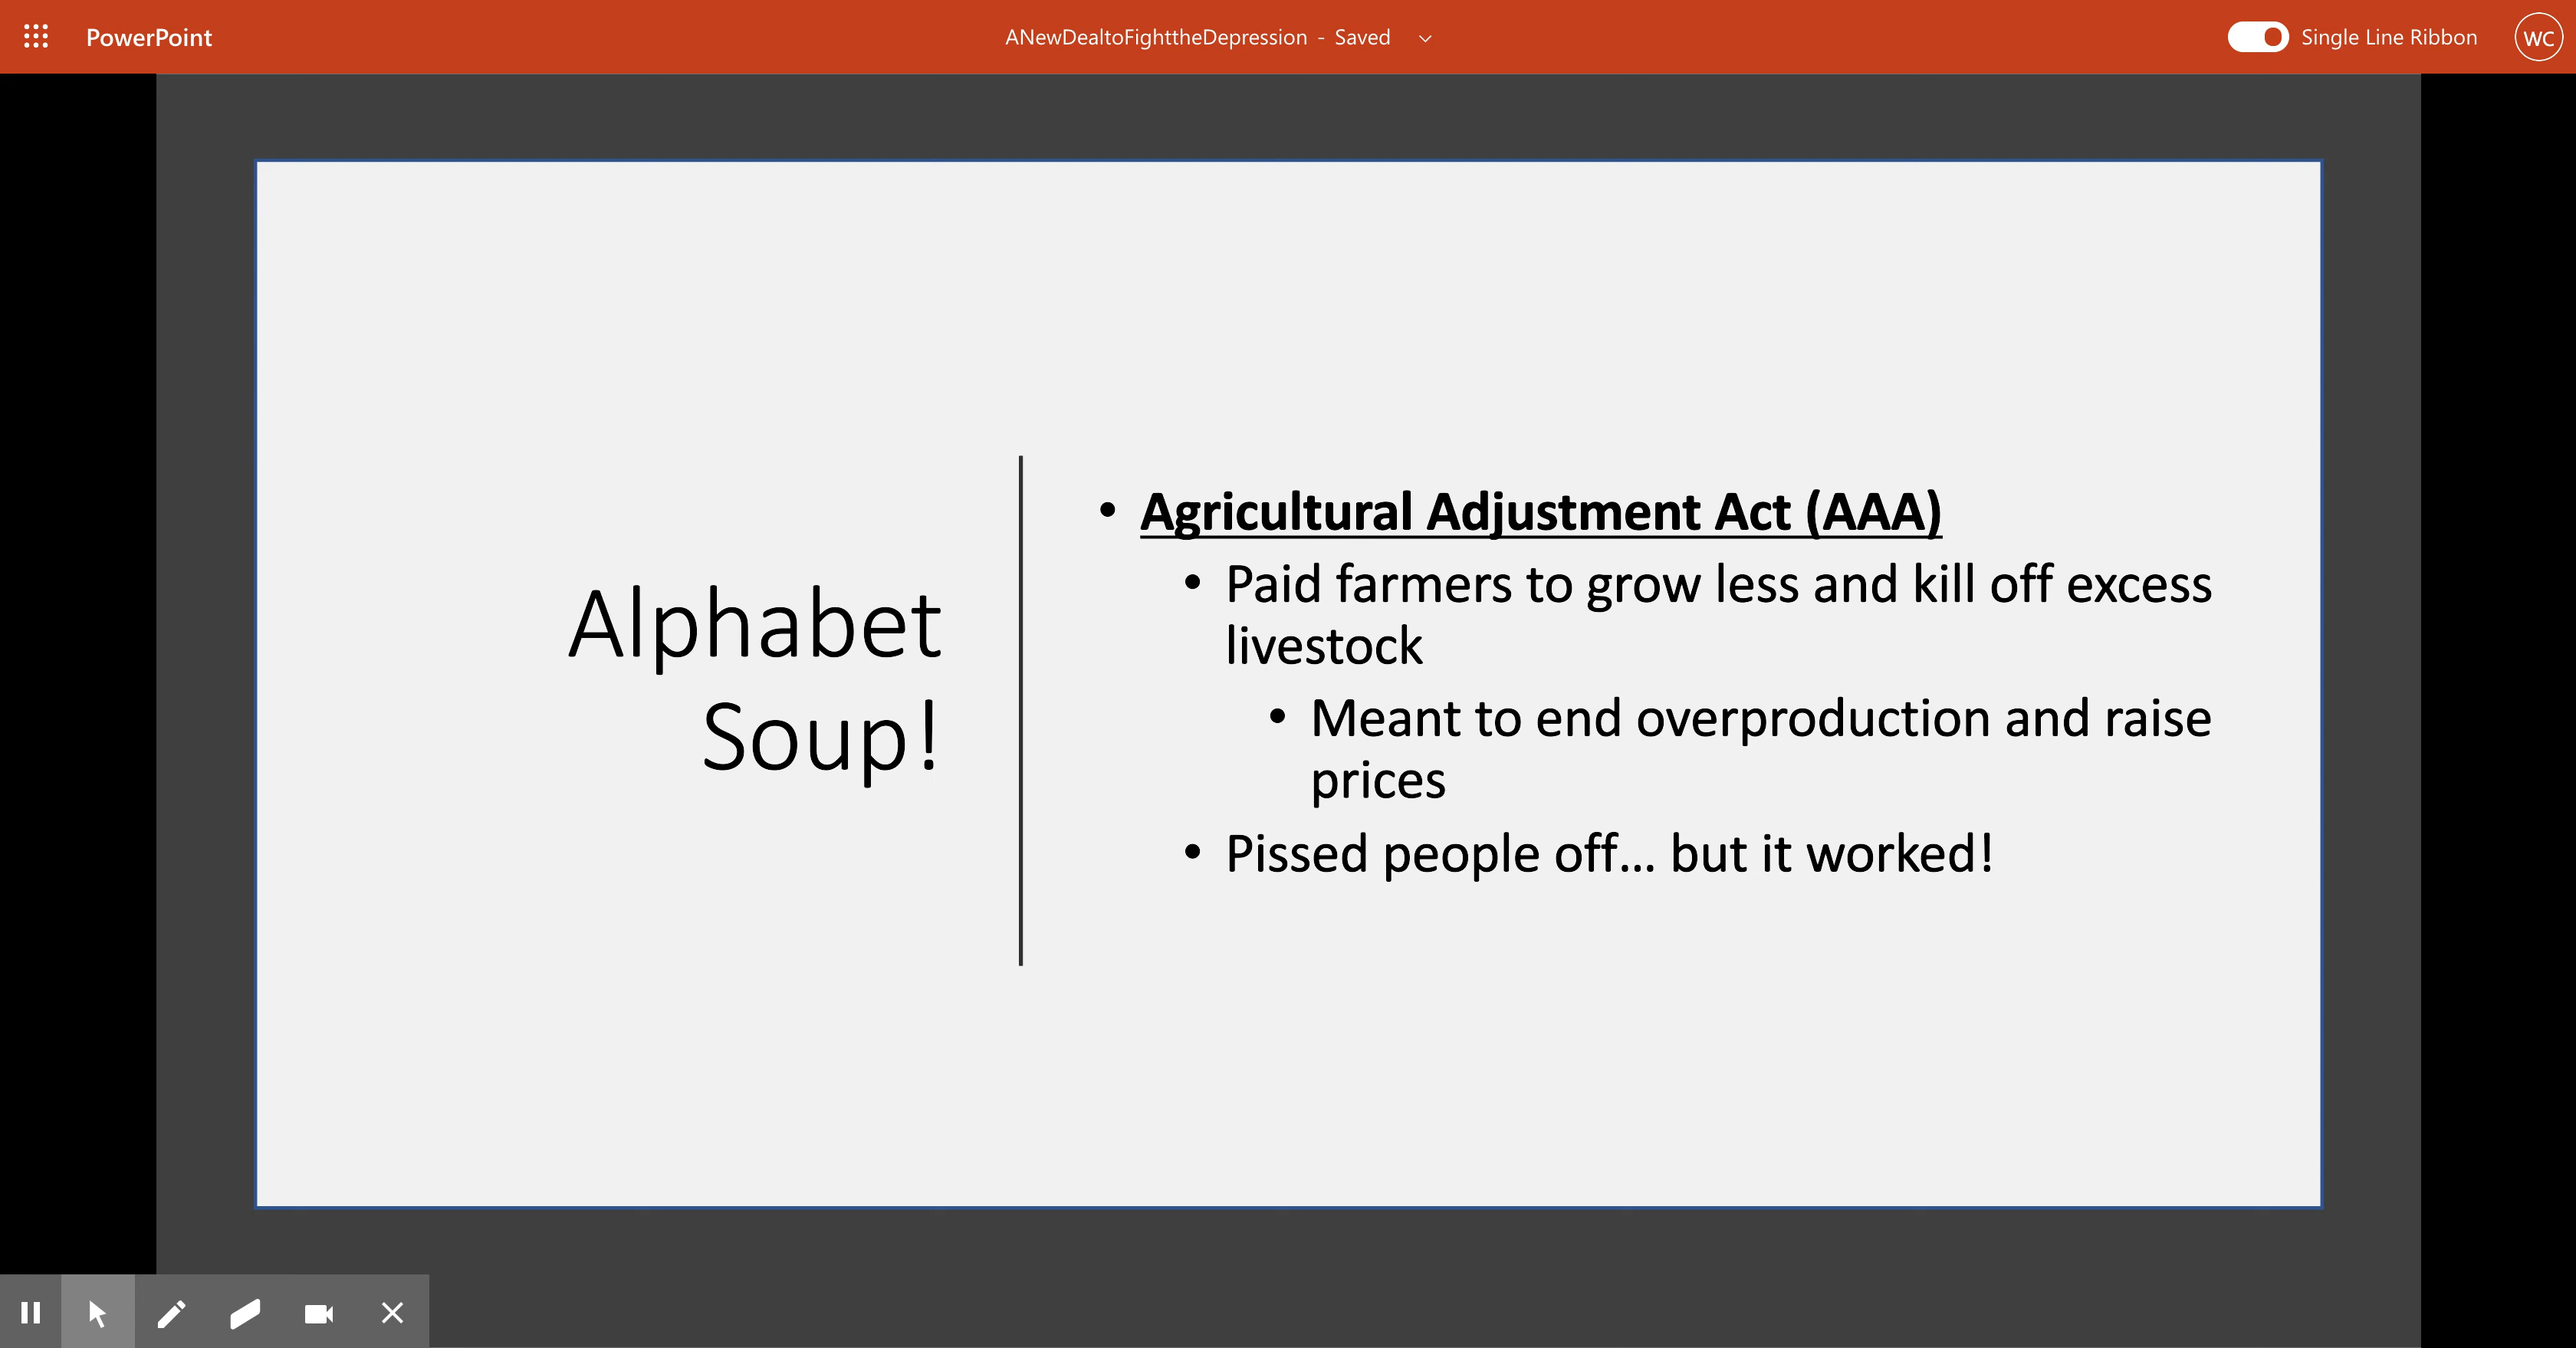 PowerPoint
ANewDealtoFighttheDepression - Saved
Single Line Ribbon
WC
Alphabet
Soup!
• Agricultural Adjustment Act (AAA)
• Paid farmers to grow less and kill off excess
livestock
• Meant to end overproduction and raise
prices
• Pissed people off... but it worked!